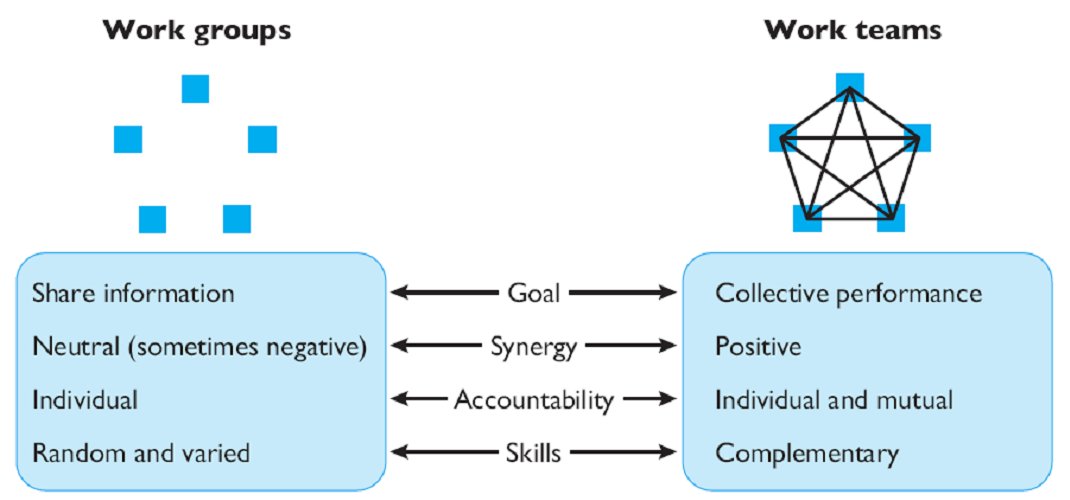 Work groups
Work teams
Share information
Goal
Collective performance
Neutral (sometimes negative)
Synergy
Positive
Individual
Accountability
Individual and mutual
Random and varied
Skills
Complementary